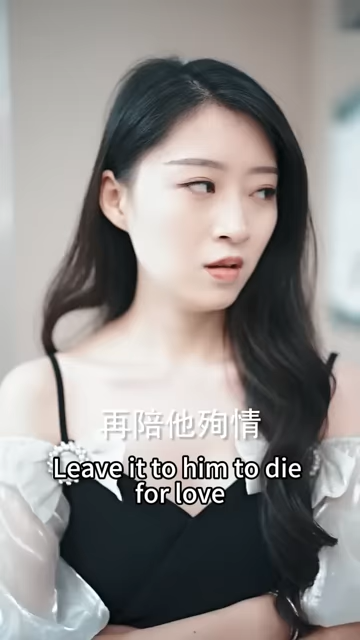 再陪他殉情
Leave it to him to die
for love